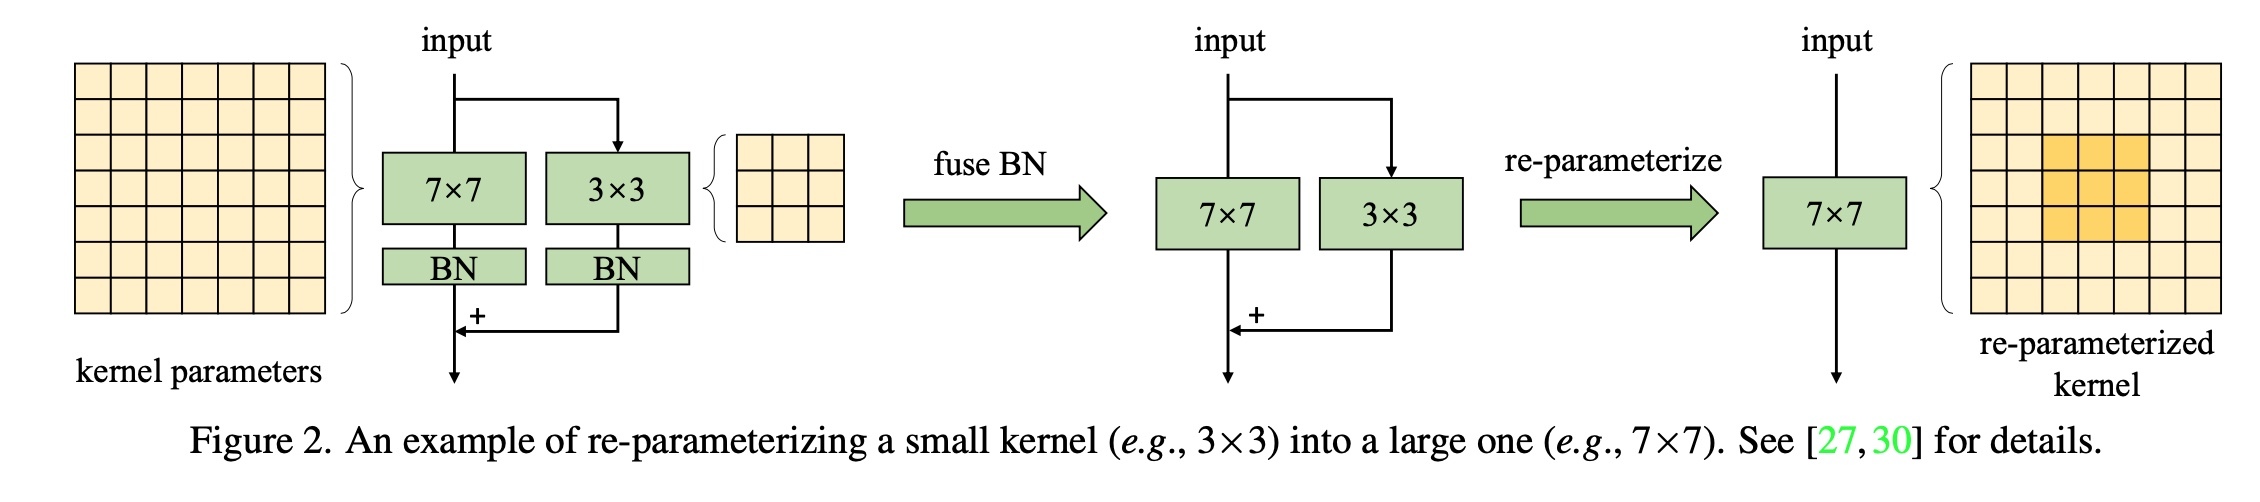 input
7×7
3×3
BN
BN
+
kernel parameters
fuse BN
input
7×7
3×3
+
re-parameterize
input
7×7
re-parameterized
kernel
Figure 2. An example of re-parameterizing a small kernel (e.g., 3×3) into a large one (e.g., 7×7). See [27,30] for details.